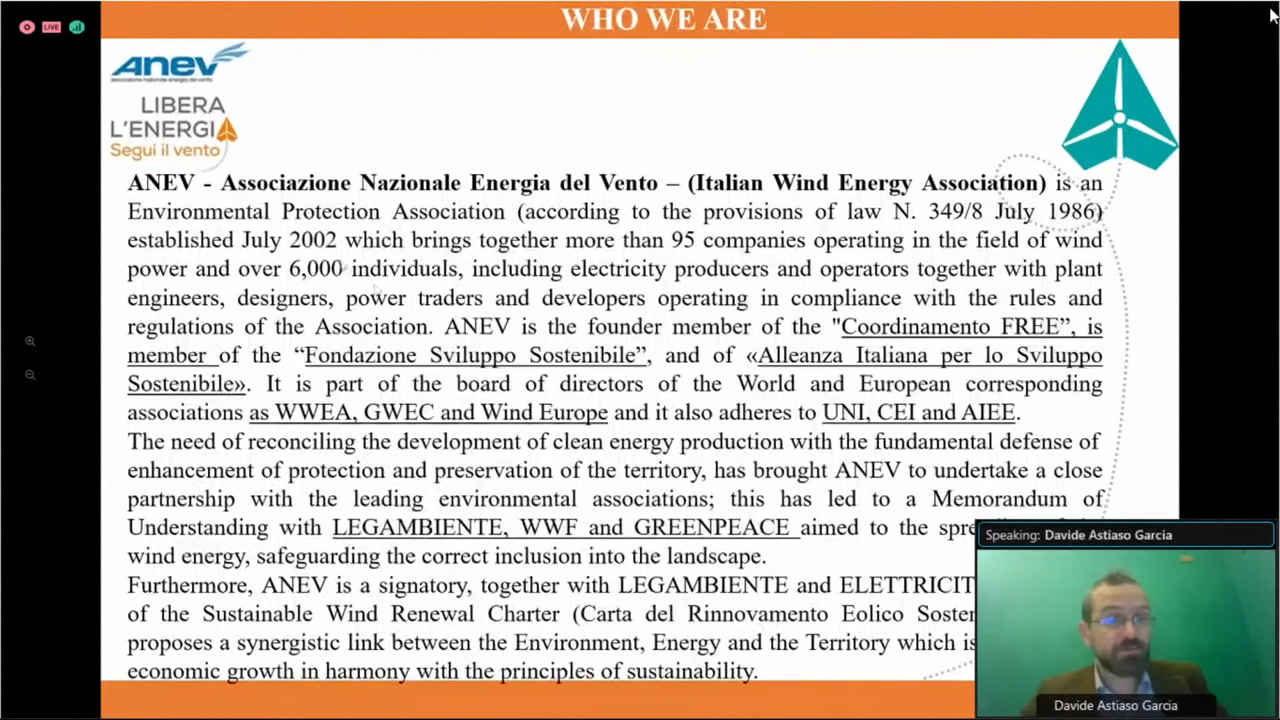 WHO WE ARE
LIVE
Anev
associazione nazionale energia del vento
LIBERA
L'ENERGIA
Segui il vento
ANEV - Associazione Nazionale Energia del Vento – (Italian Wind Energy Association) is an
Environmental Protection Association (according to the provisions of law N. 349/8 July 1986)
established July 2002 which brings together more than 95 companies operating in the field of wind
power and over 6,000 individuals, including electricity producers and operators together with plant
engineers, designers, power traders and developers operating in compliance with the rules and
regulations of the Association. ANEV is the founder member of the "Coordinamento FREE”, is
member of the “Fondazione Sviluppo Sostenibile”, and of «Alleanza Italiana per lo Sviluppo
Sostenibile». It is part of the board of directors of the World and European corresponding
associations as WWEA, GWEC and Wind Europe and it also adheres to UNI, CEI and AIEE.
The need of reconciling the development of clean energy production with the fundamental defense of
enhancement of protection and preservation of the territory, has brought ANEV to undertake a close
partnership with the leading environmental associations; this has led to a Memorandum of
Understanding with LEGAMBIENTE, WWF and GREENPEACE aimed to the
wind energy, safeguarding the correct inclusion into the landscape.
Furthermore, ANEV is a signatory, together with LEGAMBIENTE and
of the Sustainable Wind Renewal Charter (Carta del Rinnovamento Eolico
proposes a synergistic link between the Environment, Energy and the Territory which is
economic growth in harmony with the principles of sustainability.
Speaking: Davide Astiaso Garcia
Davide Astiaso Garcia